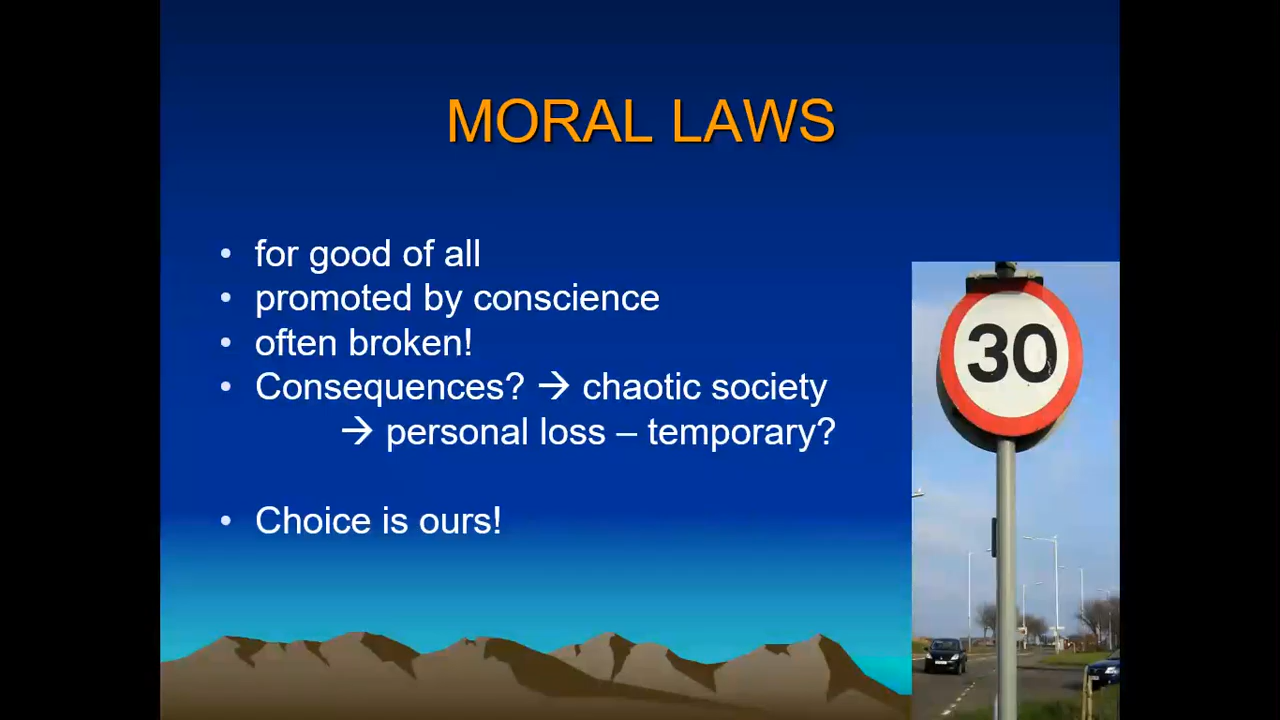 MORAL LAWS
• for good of all
• promoted by conscience
• often broken!
• Consequences? → chaotic society
→ personal loss – temporary?
• Choice is ours!
30